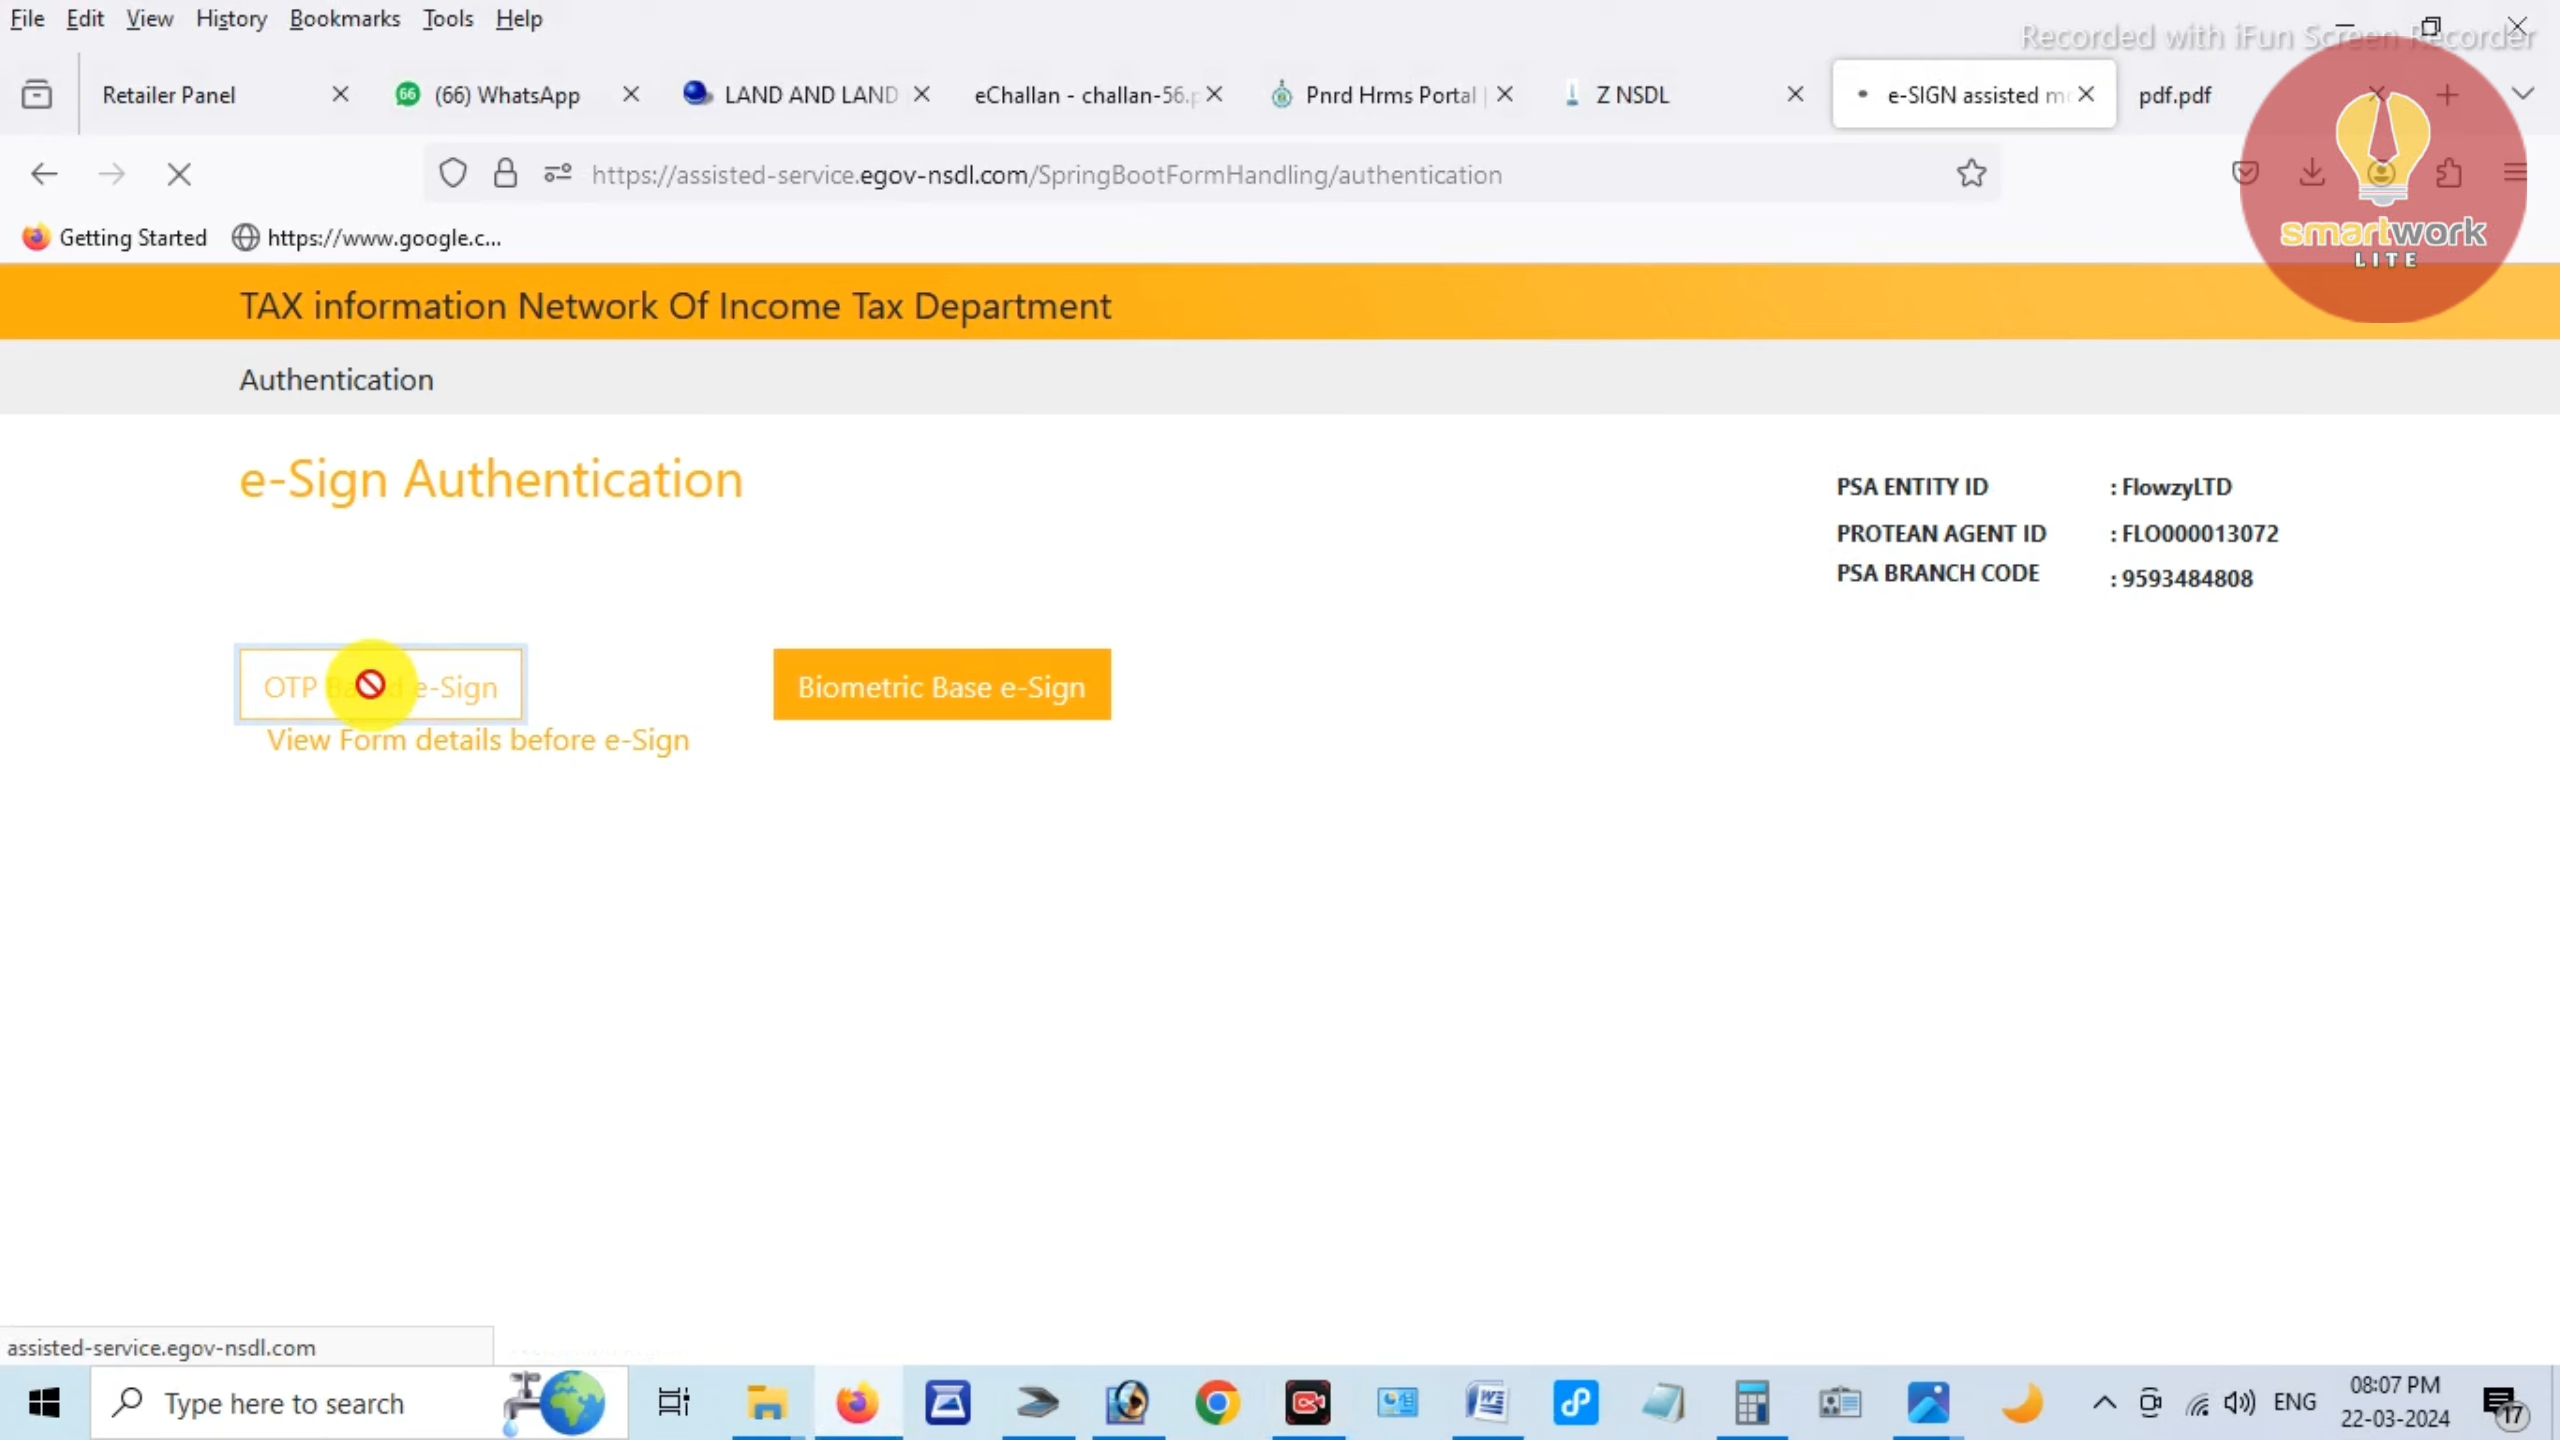 File Edit View History Bookmarks Tools Help
Recorded with iFun Screen Recorder
Retailer Panel
66 (66) WhatsApp
LAND AND LAND
eChallan - challan-56.p
Pnrd Hrms Portal |
Z NSDL
e-SIGN assisted m
pdf.pdf
https://assisted-service.egov-nsdl.com/SpringBootFormHandling/authentication
smartwork
LITE
Getting Started https://www.google.c...
TAX information Network Of Income Tax Department
Authentication
e-Sign Authentication
PSA ENTITY ID : FlowzyLTD
PROTEAN AGENT ID : FLO000013072
PSA BRANCH CODE : 9593484808
OTP Based e-Sign
Biometric Base e-Sign
View Form details before e-Sign
assisted-service.egov-nsdl.com
Type here to search
ENG
08:07 PM
22-03-2024
17